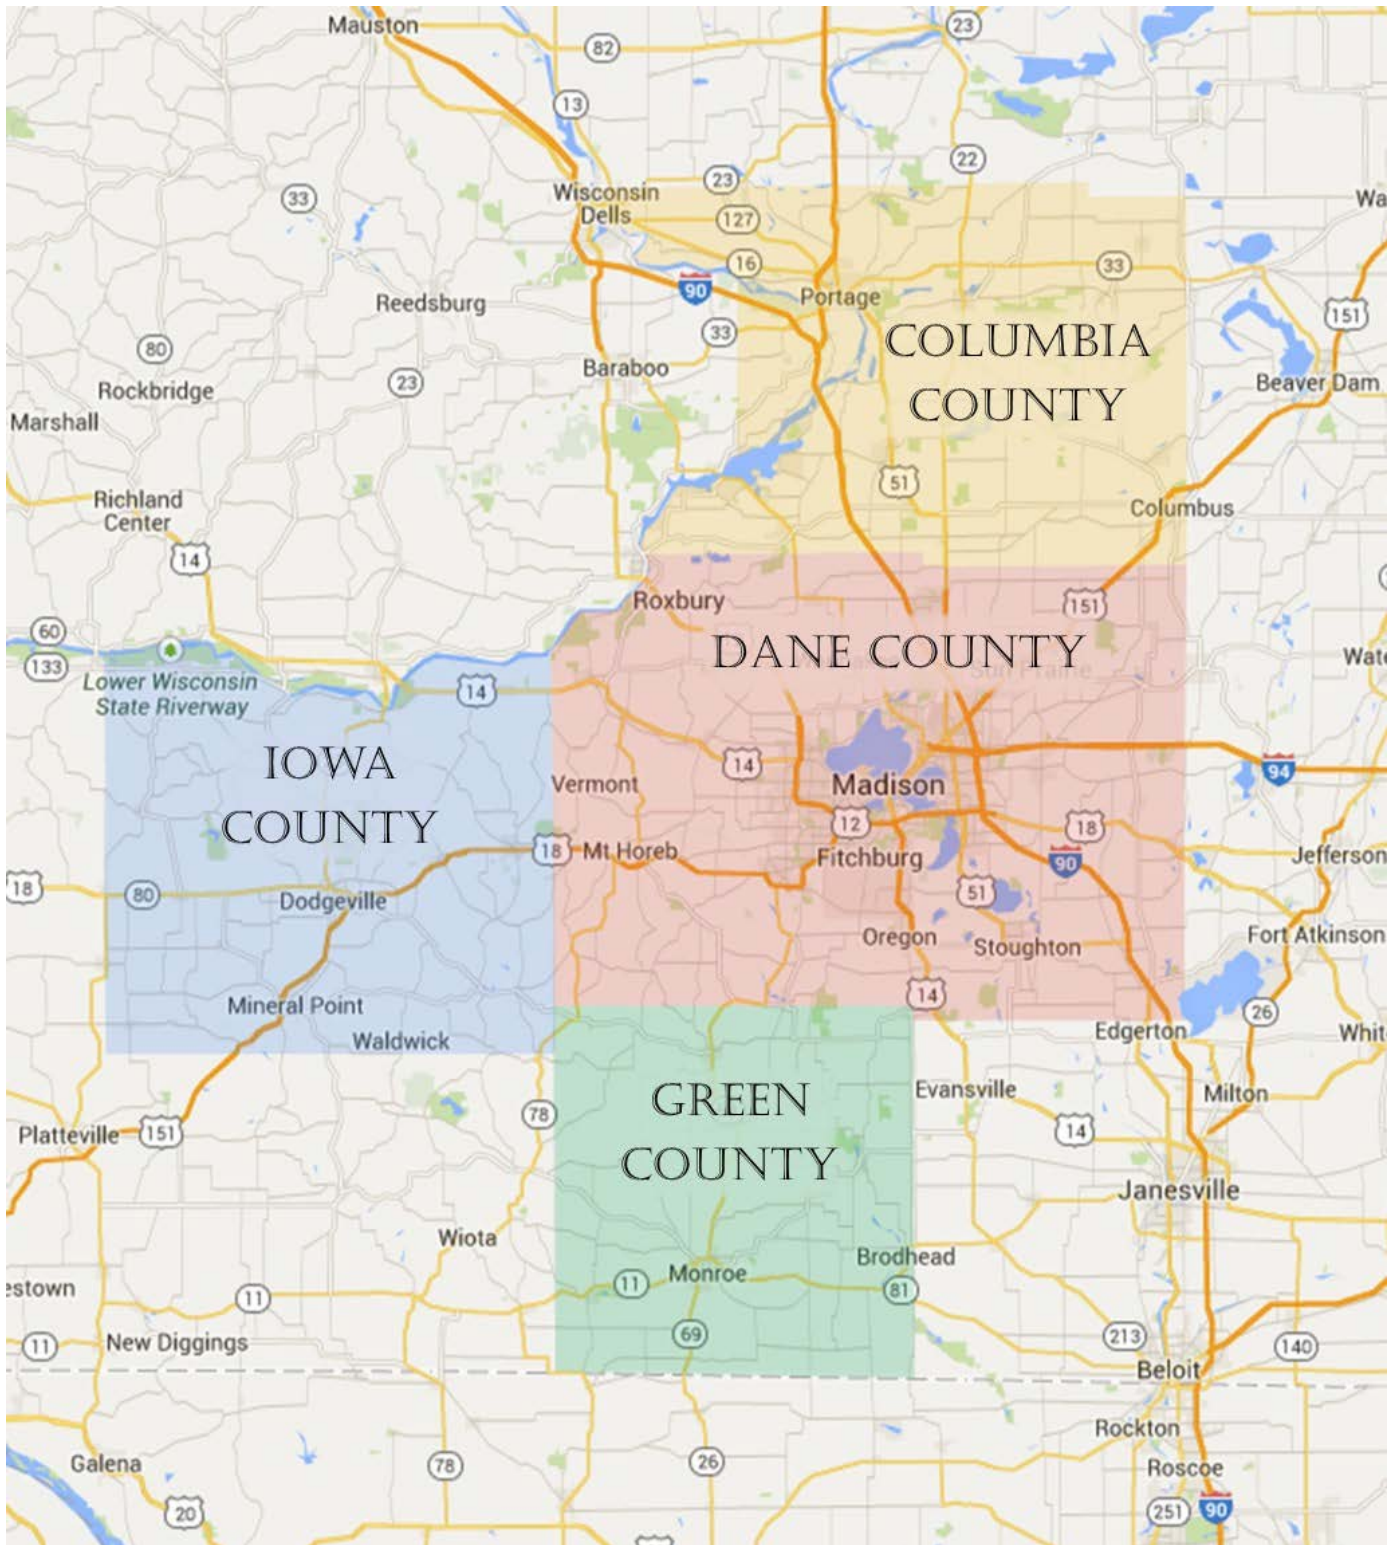 Mauston
23
82
13
22
Wisconsin
Dells
23
33
127
Wa
16
33
90
Portage
Reedsburg
151
33
COLUMBIA
COUNTY
80
Baraboo
23
Rockbridge
Beaver Dam
Marshall
51
Richland
Center
Columbus
14
Roxbury
151
60
133
DANE COUNTY
Wate
Lower Wisconsin
State Riverway
14
IOWA
COUNTY
14
94
Vermont
Madison
12
18
18
Mt Horeb
Fitchburg
90
Jefferson
18
80
Dodgeville
51
Oregon
Stoughton
Fort Atkinson
14
Mineral Point
26
Waldwick
Edgerton
Whit
GREEN
COUNTY
78
Evansville
Milton
Platteville
151
14
Janesville
Wiota
Brodhead
Monroe
11
81
estown
11
69
213
140
11
New Diggings
Beloit
Rockton
Galena
78
26
Roscoe
20
251
90